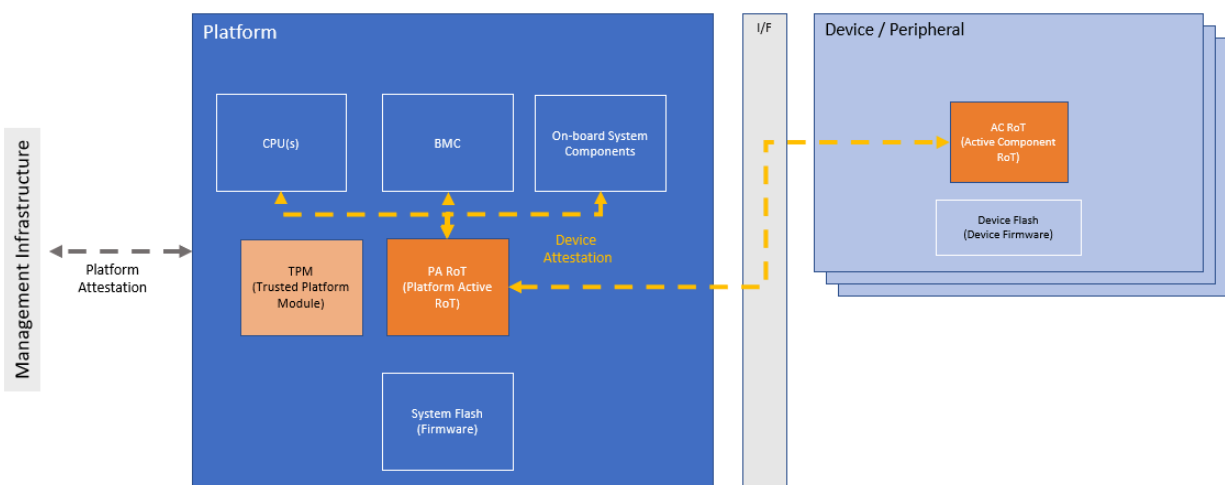 Platform
I/F
Device / Peripheral
CPU(s)
BMC
On-board System
Components
AC RoT
(Active Component
RoT)
Management Infrastructure
Platform
Attestation
TPM
(Trusted Platform
Module)
PA RoT
(Platform Active
RoT)
Device
Attestation
Device Flash
(Device Firmware)
System Flash
(Firmware)